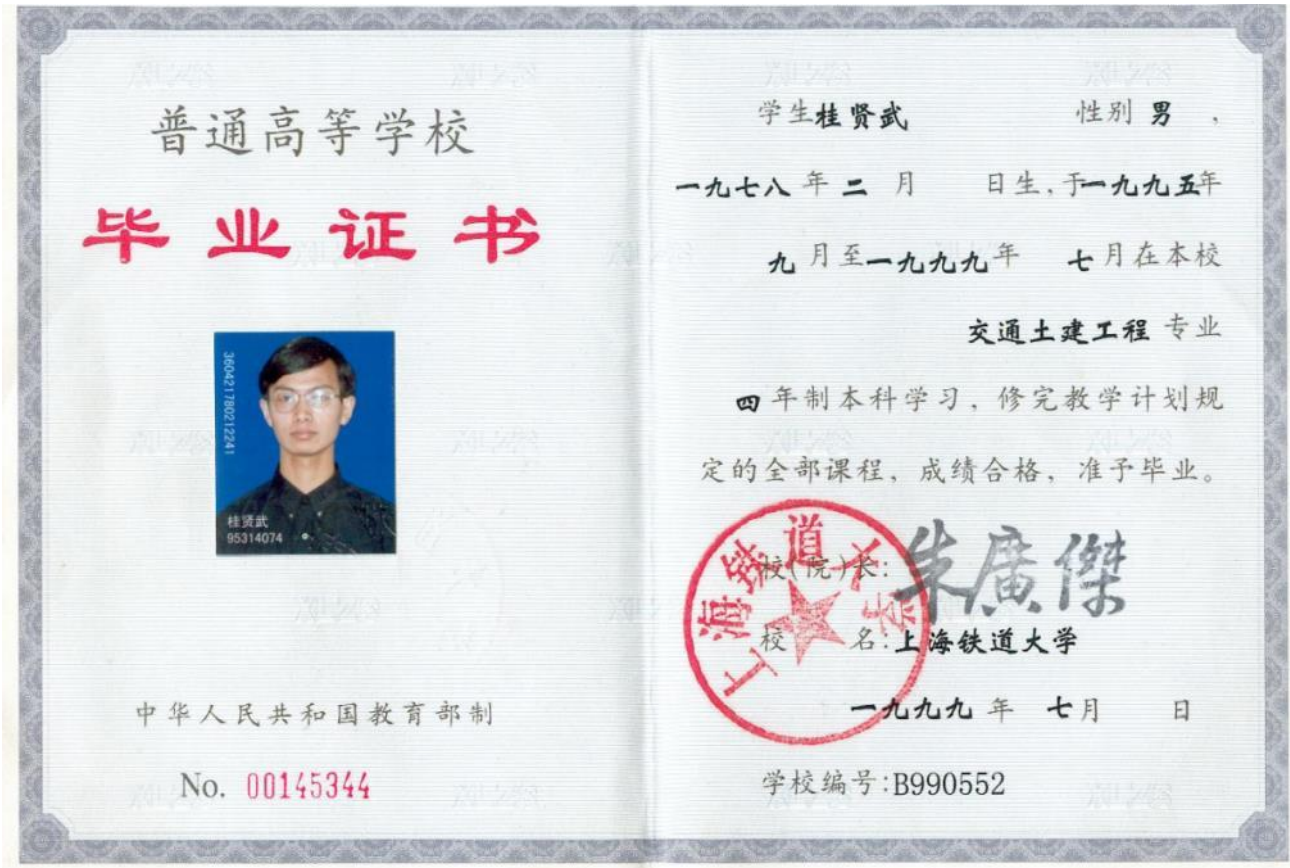 普通高等学校
毕业证书
360421780212241
桂贤武
95314074
中华人民共和国教育部制
No. 00145344
学生桂贤武 性别 男，
一九七八年二月 日生，于一九九五年
九月至一九九九年 七月在本校
交通土建工程 专业
四年制本科学习，修完教学计划规
定的全部课程，成绩合格，准予毕业。
上海铁道大学
校(院)长：朱廣傑
校 名：上海铁道大学
一九九九年 七月 日
学校编号：B990552